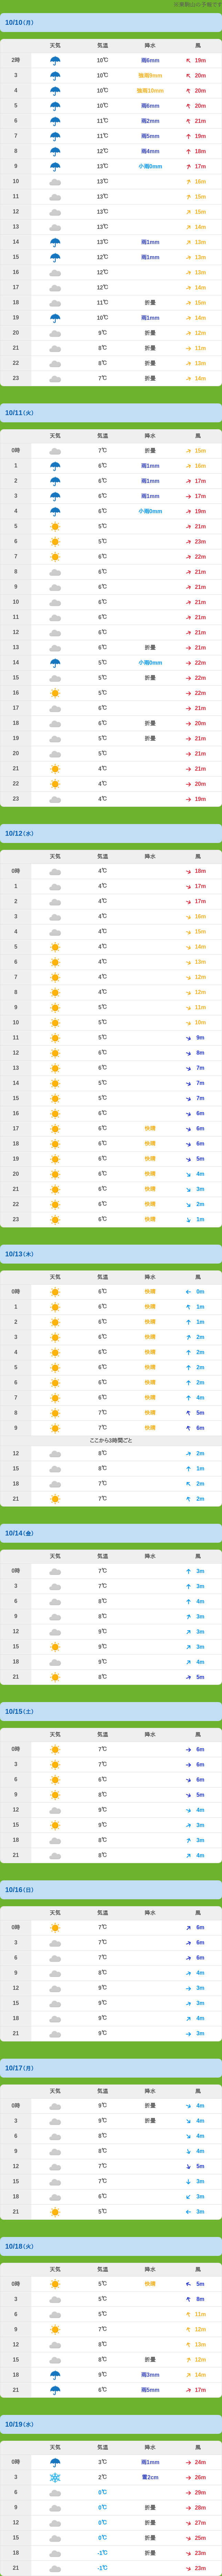 大朝鮮山の予報です
10/10(月)
天気 気温 降水 風
2時 10℃ 雨6mm 19m
3 10℃ 強雨8mm 20m
4 10℃ 強雨10mm 20m
5 10℃ 雨6mm 20m
6 11℃ 雨2mm 21m
7 11℃ 雨5mm 19m
8 12℃ 雨4mm 18m
9 13℃ 小雨0mm 17m
10 13℃ 16m
11 13℃ 15m
12 13℃ 15m
13 13℃ 14m
14 13℃ 雨1mm 13m
15 12℃ 雨1mm 13m
16 12℃ 13m
17 12℃ 14m
18 11℃ 折曇 15m
19 10℃ 雨1mm 14m
20 9℃ 折曇 12m
21 8℃ 折曇 11m
22 8℃ 折曇 13m
23 7℃ 折曇 14m
10/11(火)
天気 気温 降水 風
0時 7℃ 折曇 15m
1 6℃ 雨1mm 16m
2 6℃ 雨1mm 17m
3 6℃ 雨1mm 17m
4 6℃ 小雨0mm 19m
5 5℃ 21m
6 5℃ 23m
7 6℃ 22m
8 6℃ 21m
9 6℃ 21m
10 6℃ 21m
11 6℃ 21m
12 6℃ 21m
13 6℃ 折曇 21m
14 5℃ 小雨0mm 22m
15 5℃ 折曇 22m
16 5℃ 22m
17 6℃ 21m
18 6℃ 折曇 20m
19 5℃ 折曇 21m
20 5℃ 21m
21 4℃ 21m
22 4℃ 20m
23 4℃ 19m
10/12(水)
天気 気温 降水 風
0時 4℃ 18m
1 4℃ 17m
2 4℃ 17m
3 4℃ 16m
4 4℃ 15m
5 4℃ 14m
6 4℃ 13m
7 4℃ 12m
8 4℃ 12m
9 5℃ 11m
10 5℃ 10m
11 5℃ 9m
12 6℃ 8m
13 6℃ 7m
14 5℃ 7m
15 5℃ 7m
16 6℃ 6m
17 6℃ 快晴 6m
18 6℃ 快晴 6m
19 6℃ 快晴 5m
20 6℃ 快晴 4m
21 6℃ 快晴 3m
22 6℃ 快晴 2m
23 6℃ 快晴 1m
10/13(木)
天気 気温 降水 風
0時 6℃ 快晴 0m
1 6℃ 快晴 1m
2 6℃ 快晴 1m
3 6℃ 快晴 2m
4 6℃ 快晴 2m
5 6℃ 快晴 2m
6 6℃ 快晴 2m
7 6℃ 快晴 4m
8 7℃ 快晴 5m
9 7℃ 快晴 6m
ここから3時間ごと
12 8℃ 2m
15 8℃ 1m
18 7℃ 2m
21 7℃ 2m
10/14(金)
天気 気温 降水 風
0時 7℃ 3m
3 7℃ 3m
6 8℃ 4m
9 8℃ 3m
12 9℃ 3m
15 9℃ 3m
18 9℃ 4m
21 8℃ 5m
10/15(土)
天気 気温 降水 風
0時 7℃ 6m
3 7℃ 6m
6 6℃ 6m
9 8℃ 5m
12 9℃ 4m
15 9℃ 3m
18 8℃ 3m
21 8℃ 4m
10/16(日)
天気 気温 降水 風
0時 7℃ 6m
3 7℃ 6m
6 7℃ 6m
9 8℃ 4m
12 9℃ 3m
15 9℃ 3m
18 9℃ 4m
21 9℃ 3m
10/17(月)
天気 気温 降水 風
0時 9℃ 折曇 4m
3 9℃ 折曇 4m
6 8℃ 4m
9 8℃ 4m
12 7℃ 5m
15 7℃ 3m
18 6℃ 3m
21 5℃ 3m
10/18(火)
天気 気温 降水 風
0時 5℃ 快晴 5m
3 5℃ 8m
6 5℃ 11m
9 7℃ 12m
12 8℃ 13m
15 8℃ 折曇 12m
18 9℃ 雨3mm 14m
21 6℃ 雨5mm 17m
10/19(水)
天気 気温 降水 風
0時 3℃ 雨1mm 24m
3 2℃ 雪2cm 26m
6 0℃ 29m
9 0℃ 折曇 28m
12 0℃ 折曇 27m
15 0℃ 折曇 25m
18 -1℃ 折曇 23m
21 -1℃ 23m